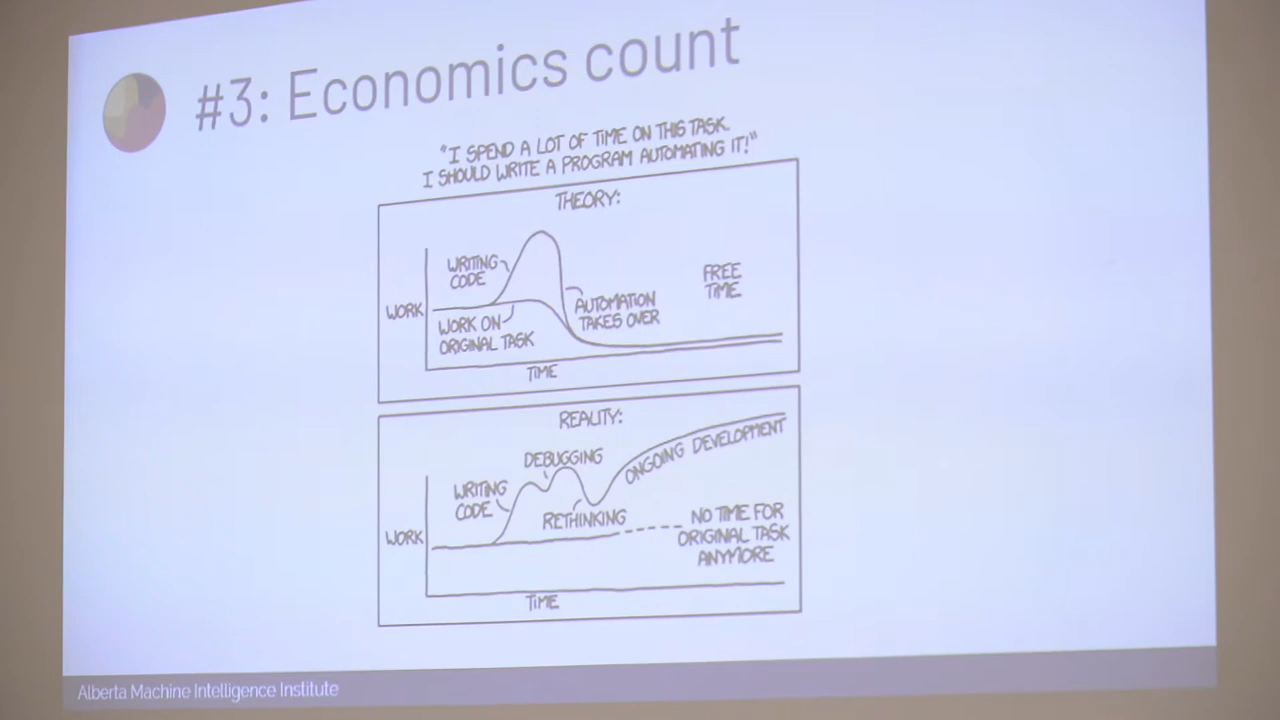 #3: Economics count
"I SPEND A LOT OF TIME ON THIS TASK.
I SHOULD WRITE A PROGRAM AUTOMATING IT!"
THEORY:
WRITING
CODE
WORK
WORK ON
ORIGINAL TASK
AUTOMATION
TAKES OVER
FREE
TIME
TIME
REALITY:
WRITING
CODE
DEBUGGING
RETHINKING
ONGOING DEVELOPMENT
WORK
NO TIME FOR
ORIGINAL TASK
ANYMORE
TIME
Alberta Machine Intelligence Institute